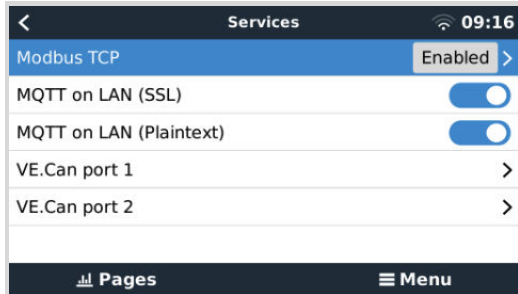 Services 09:16
Modbus TCP Enabled
MQTT on LAN (SSL)
MQTT on LAN (Plaintext)
VE.Can port 1
VE.Can port 2
Pages Menu